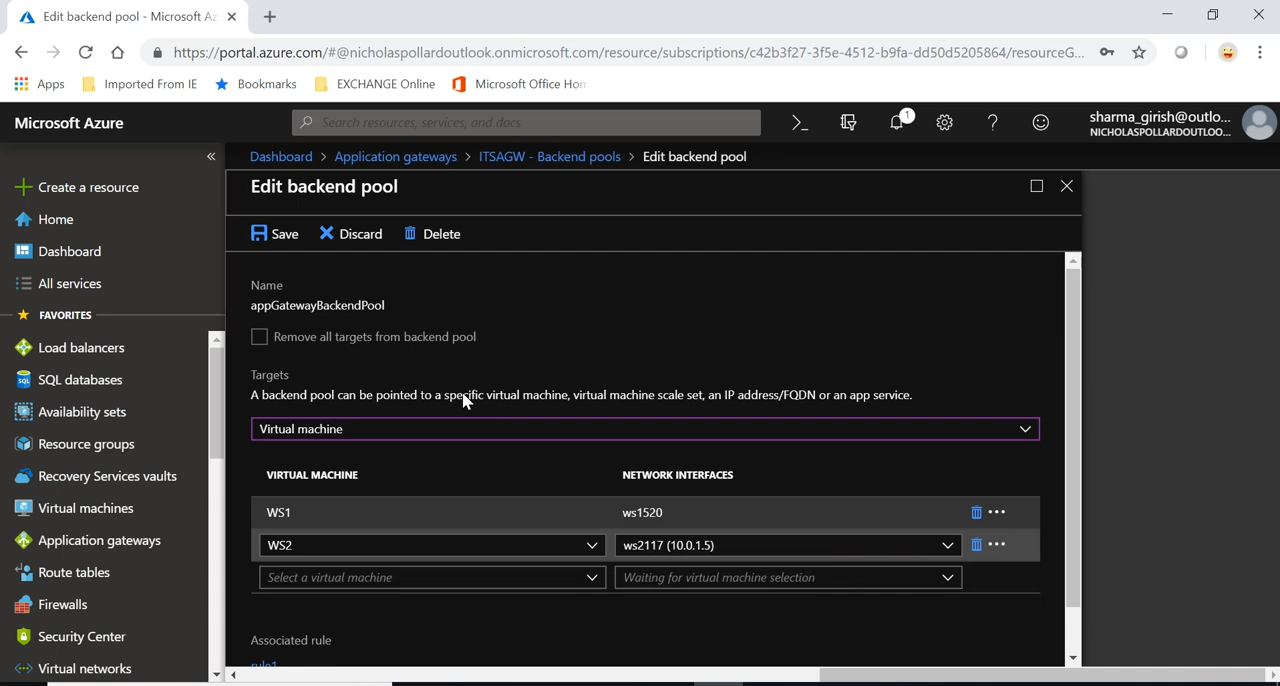 Edit backend pool - Microsoft Az
https://portal.azure.com/#@nicholaspollardoutlook.onmicrosoft.com/resource/subscriptions/c42b3f27-3f5e-4512-b9fa-dd50d5205864/resourceG...
Apps Imported From IE Bookmarks EXCHANGE Online Microsoft Office Hom
Microsoft Azure
Search resources, services, and docs
1
sharma_girish@outlo...
NICHOLASPOLLARDOUTLOO...
Dashboard > Application gateways > ITSAGW - Backend pools > Edit backend pool
Create a resource
Home
Dashboard
All services
FAVORITES
Load balancers
SQL databases
Availability sets
Resource groups
Recovery Services vaults
Virtual machines
Application gateways
Route tables
Firewalls
Security Center
Virtual networks
Edit backend pool
Save Discard Delete
Name
appGatewayBackendPool
Remove all targets from backend pool
Targets
A backend pool can be pointed to a specific virtual machine, virtual machine scale set, an IP address/FQDN or an app service.
Virtual machine
VIRTUAL MACHINE NETWORK INTERFACES
WS1 ws1520
WS2 ws2117 (10.0.1.5)
Select a virtual machine Waiting for virtual machine selection
Associated rule
rule1